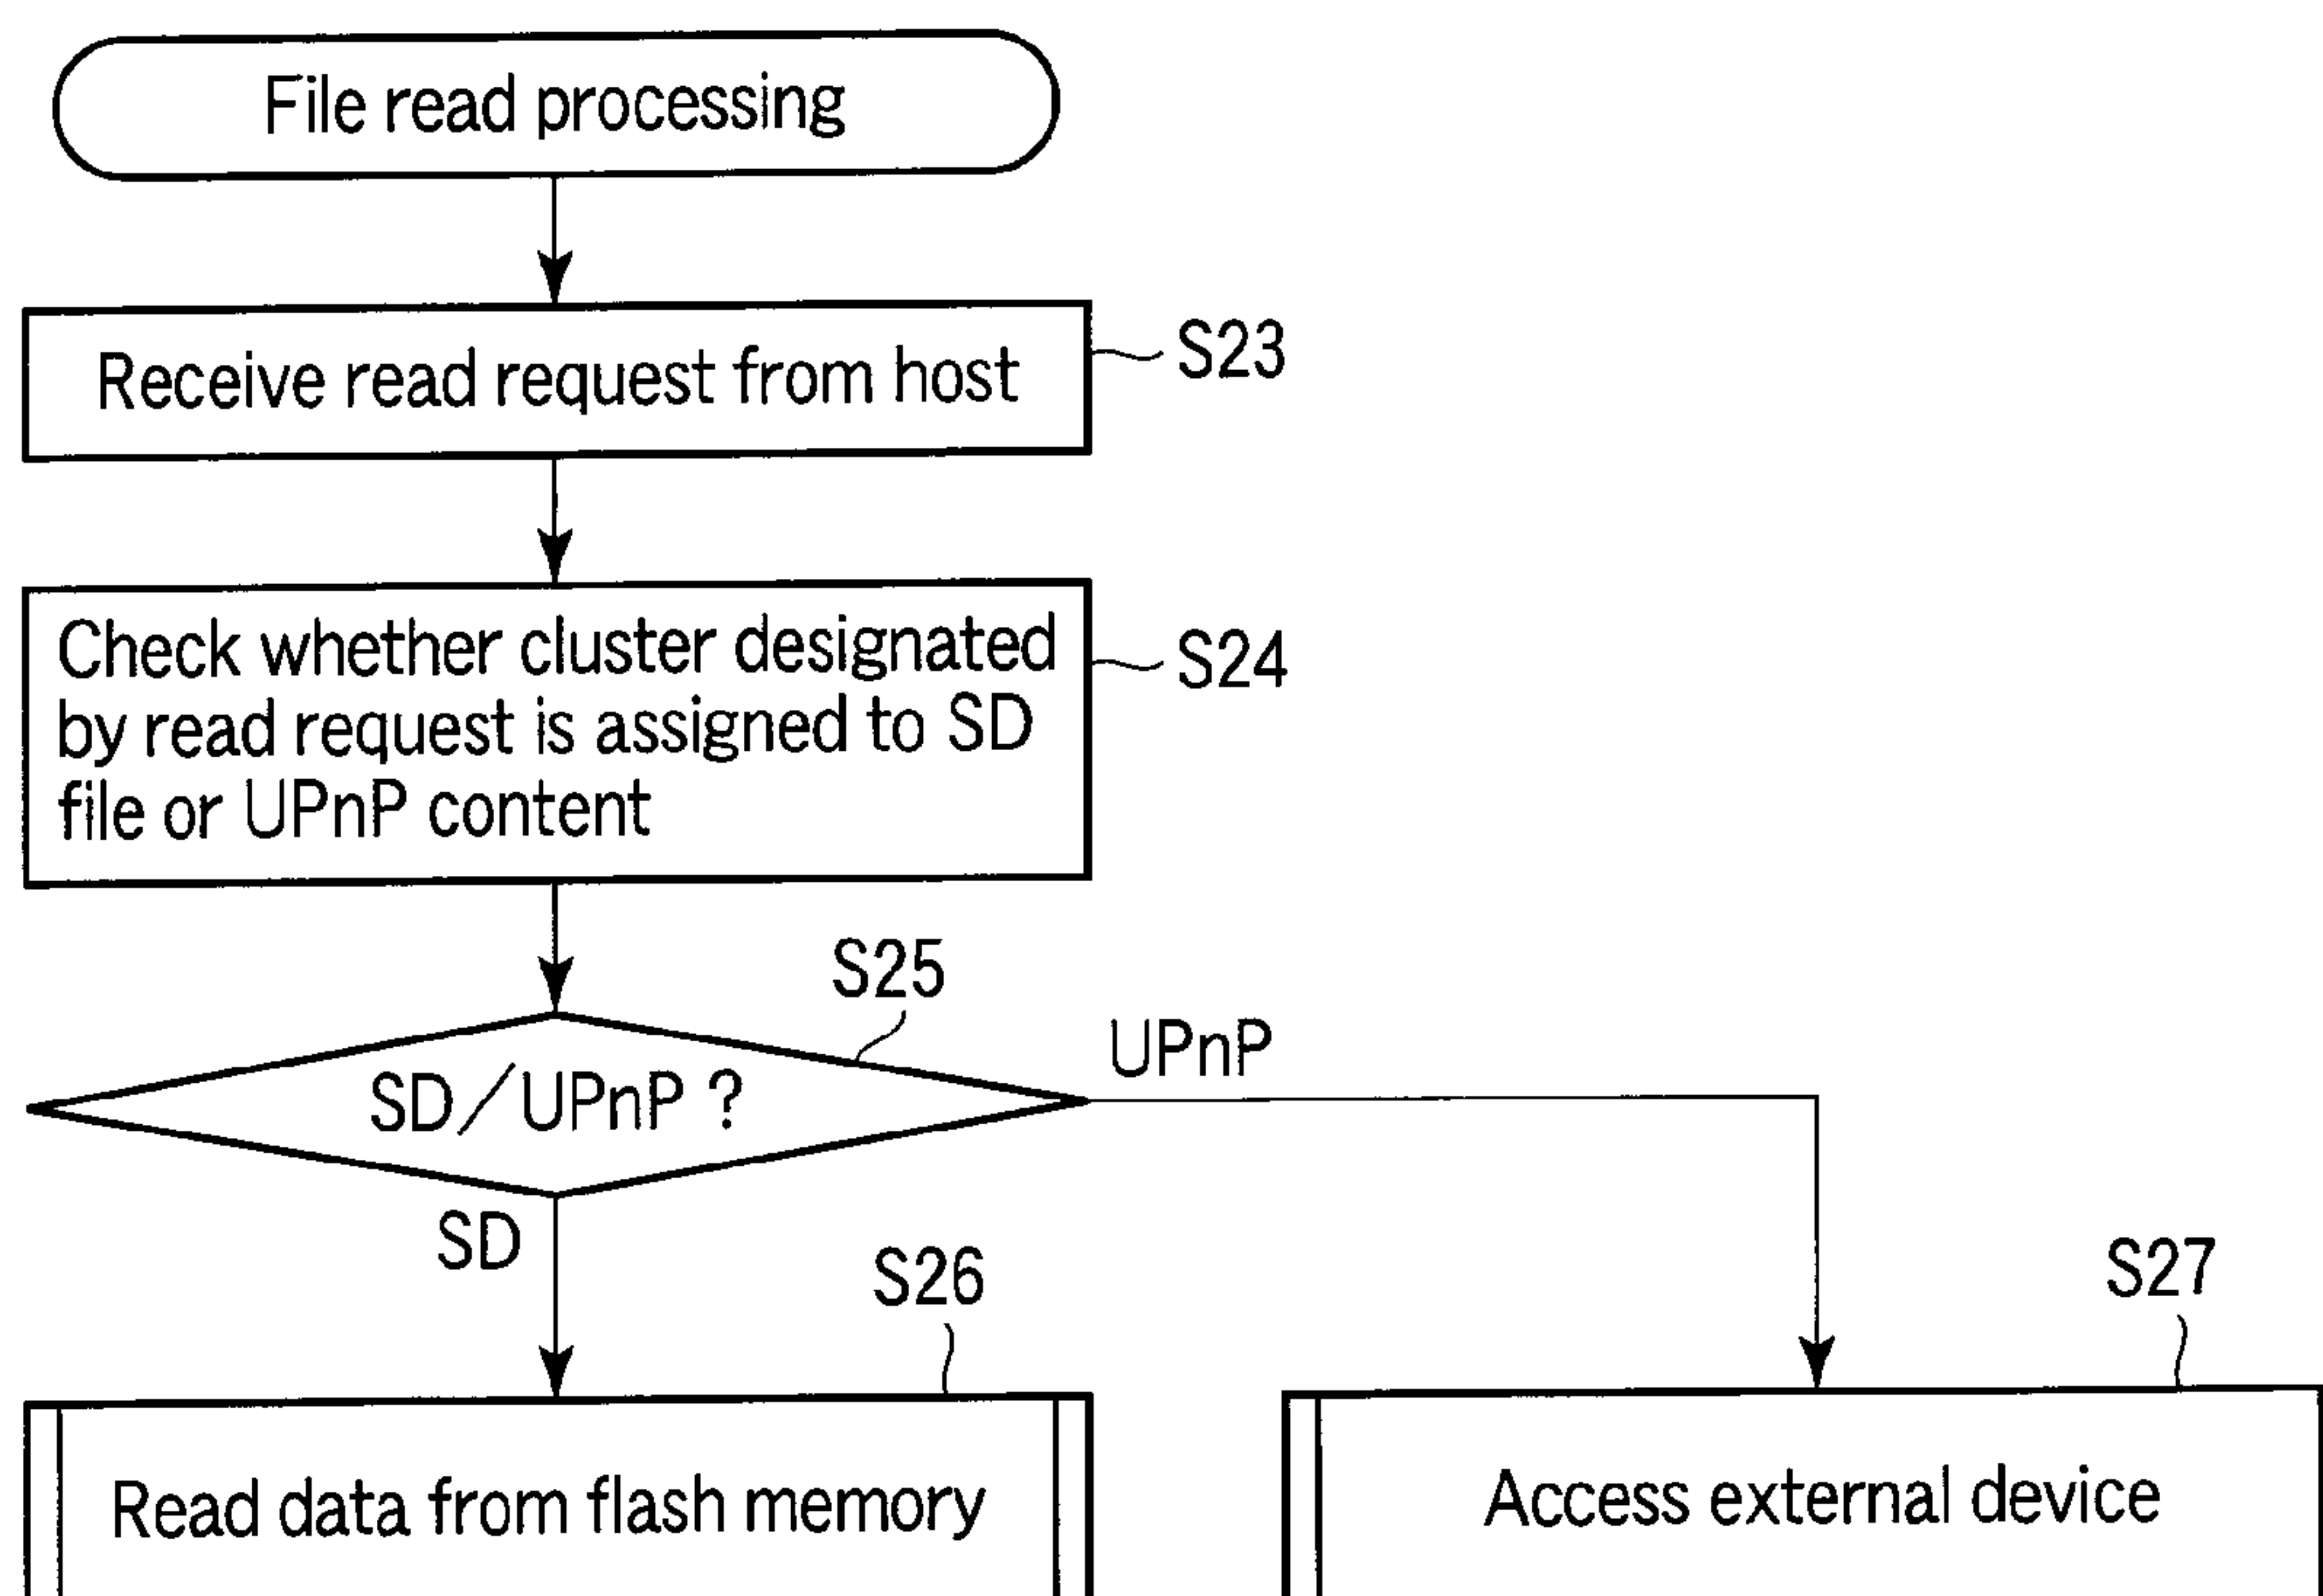 File read processing
Receive read request from host
S23
Check whether cluster designated
by read request is assigned to SD
file or UPnP content
S24
S25
SD/UPnP ?
UPnP
SD
S26
S27
Read data from flash memory
Access external device